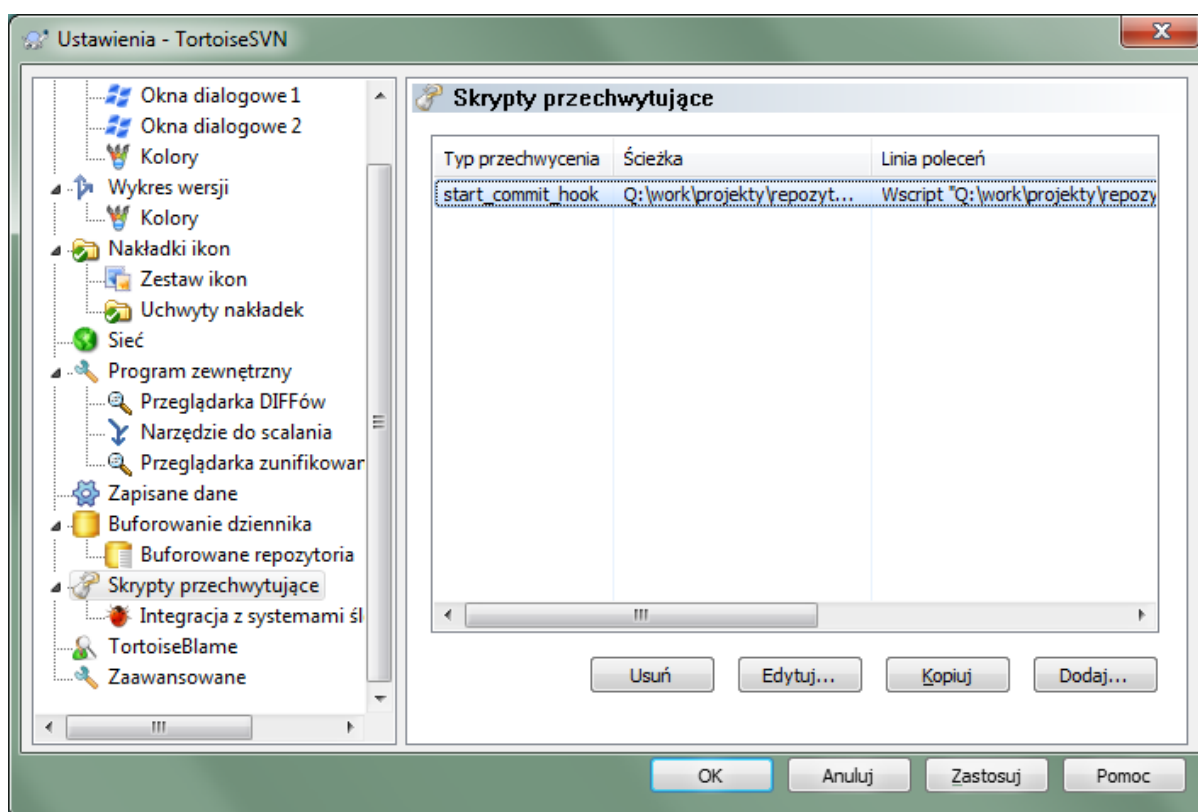 Ustawienia - TortoiseSVN
Okna dialogowe 1
Okna dialogowe 2
Kolory
Wykres wersji
Kolory
Nakładki ikon
Zestaw ikon
Uchwyty nakładek
Sieć
Program zewnętrzny
Przeglądarka DIFFów
Narzędzie do scalania
Przeglądarka zunifikowar
Zapisane dane
Buforowanie dziennika
Buforowane repozytoria
Skrypty przechwytujące
Integracja z systemami śl
TortoiseBlame
Zaawansowane
Skrypty przechwytujące
Typ przechwycenia Ścieżka Linia poleceń
start_commit_hook Q:\work\projekty\repozyt... Wscript "Q:\work\projekty\repozy
Usuń Edytuj... Kopiuj Dodaj...
OK Anuluj Zastosuj Pomoc